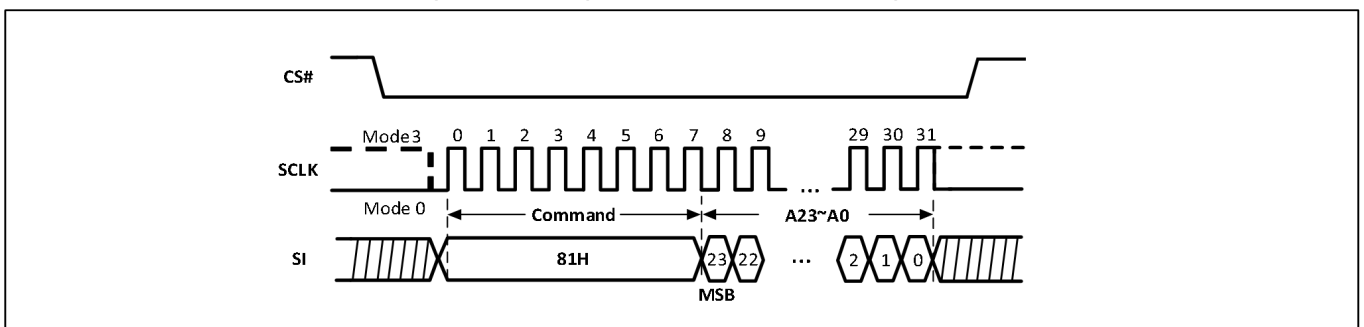 CS#
Mode3 0 1 2 3 4 5 6 7 8 9 29 30 31
SCLK
...
Mode 0 Command A23~A0
SI 81H 23 22 ... 2 1 0
MSB